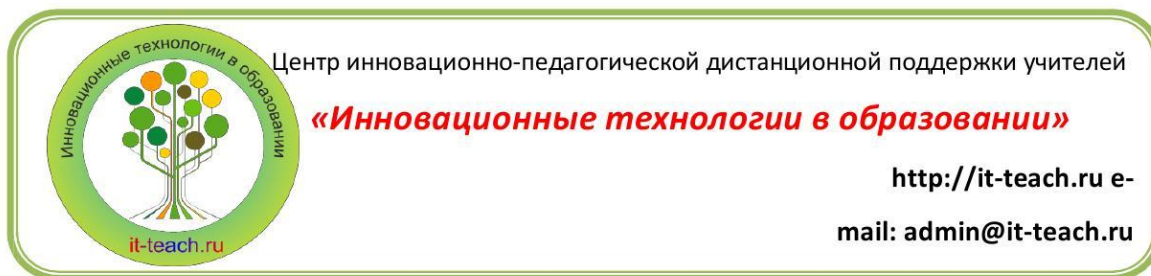 Инновационные технологии в образовании
it-teach.ru
Центр инновационно-педагогической дистанционной поддержки учителей
«Инновационные технологии в образовании»
http://it-teach.ru e-
mail: admin@it-teach.ru